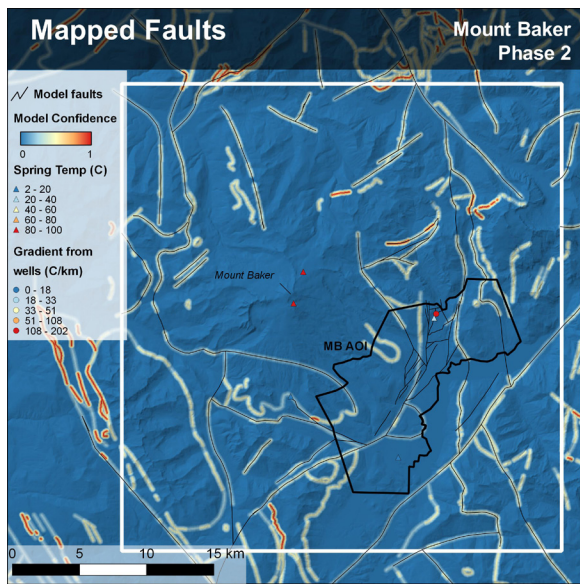 Mapped Faults
Mount Baker
Phase 2
Model faults
Model Confidence
0 1
Spring Temp (C)
2 - 20
20 - 40
40 - 60
60 - 80
80 - 100
Gradient from
wells (C/km)
0 - 18
18 - 33
33 - 51
51 - 108
108 - 202
Mount Baker
MB AOI
0 5 10 15 km